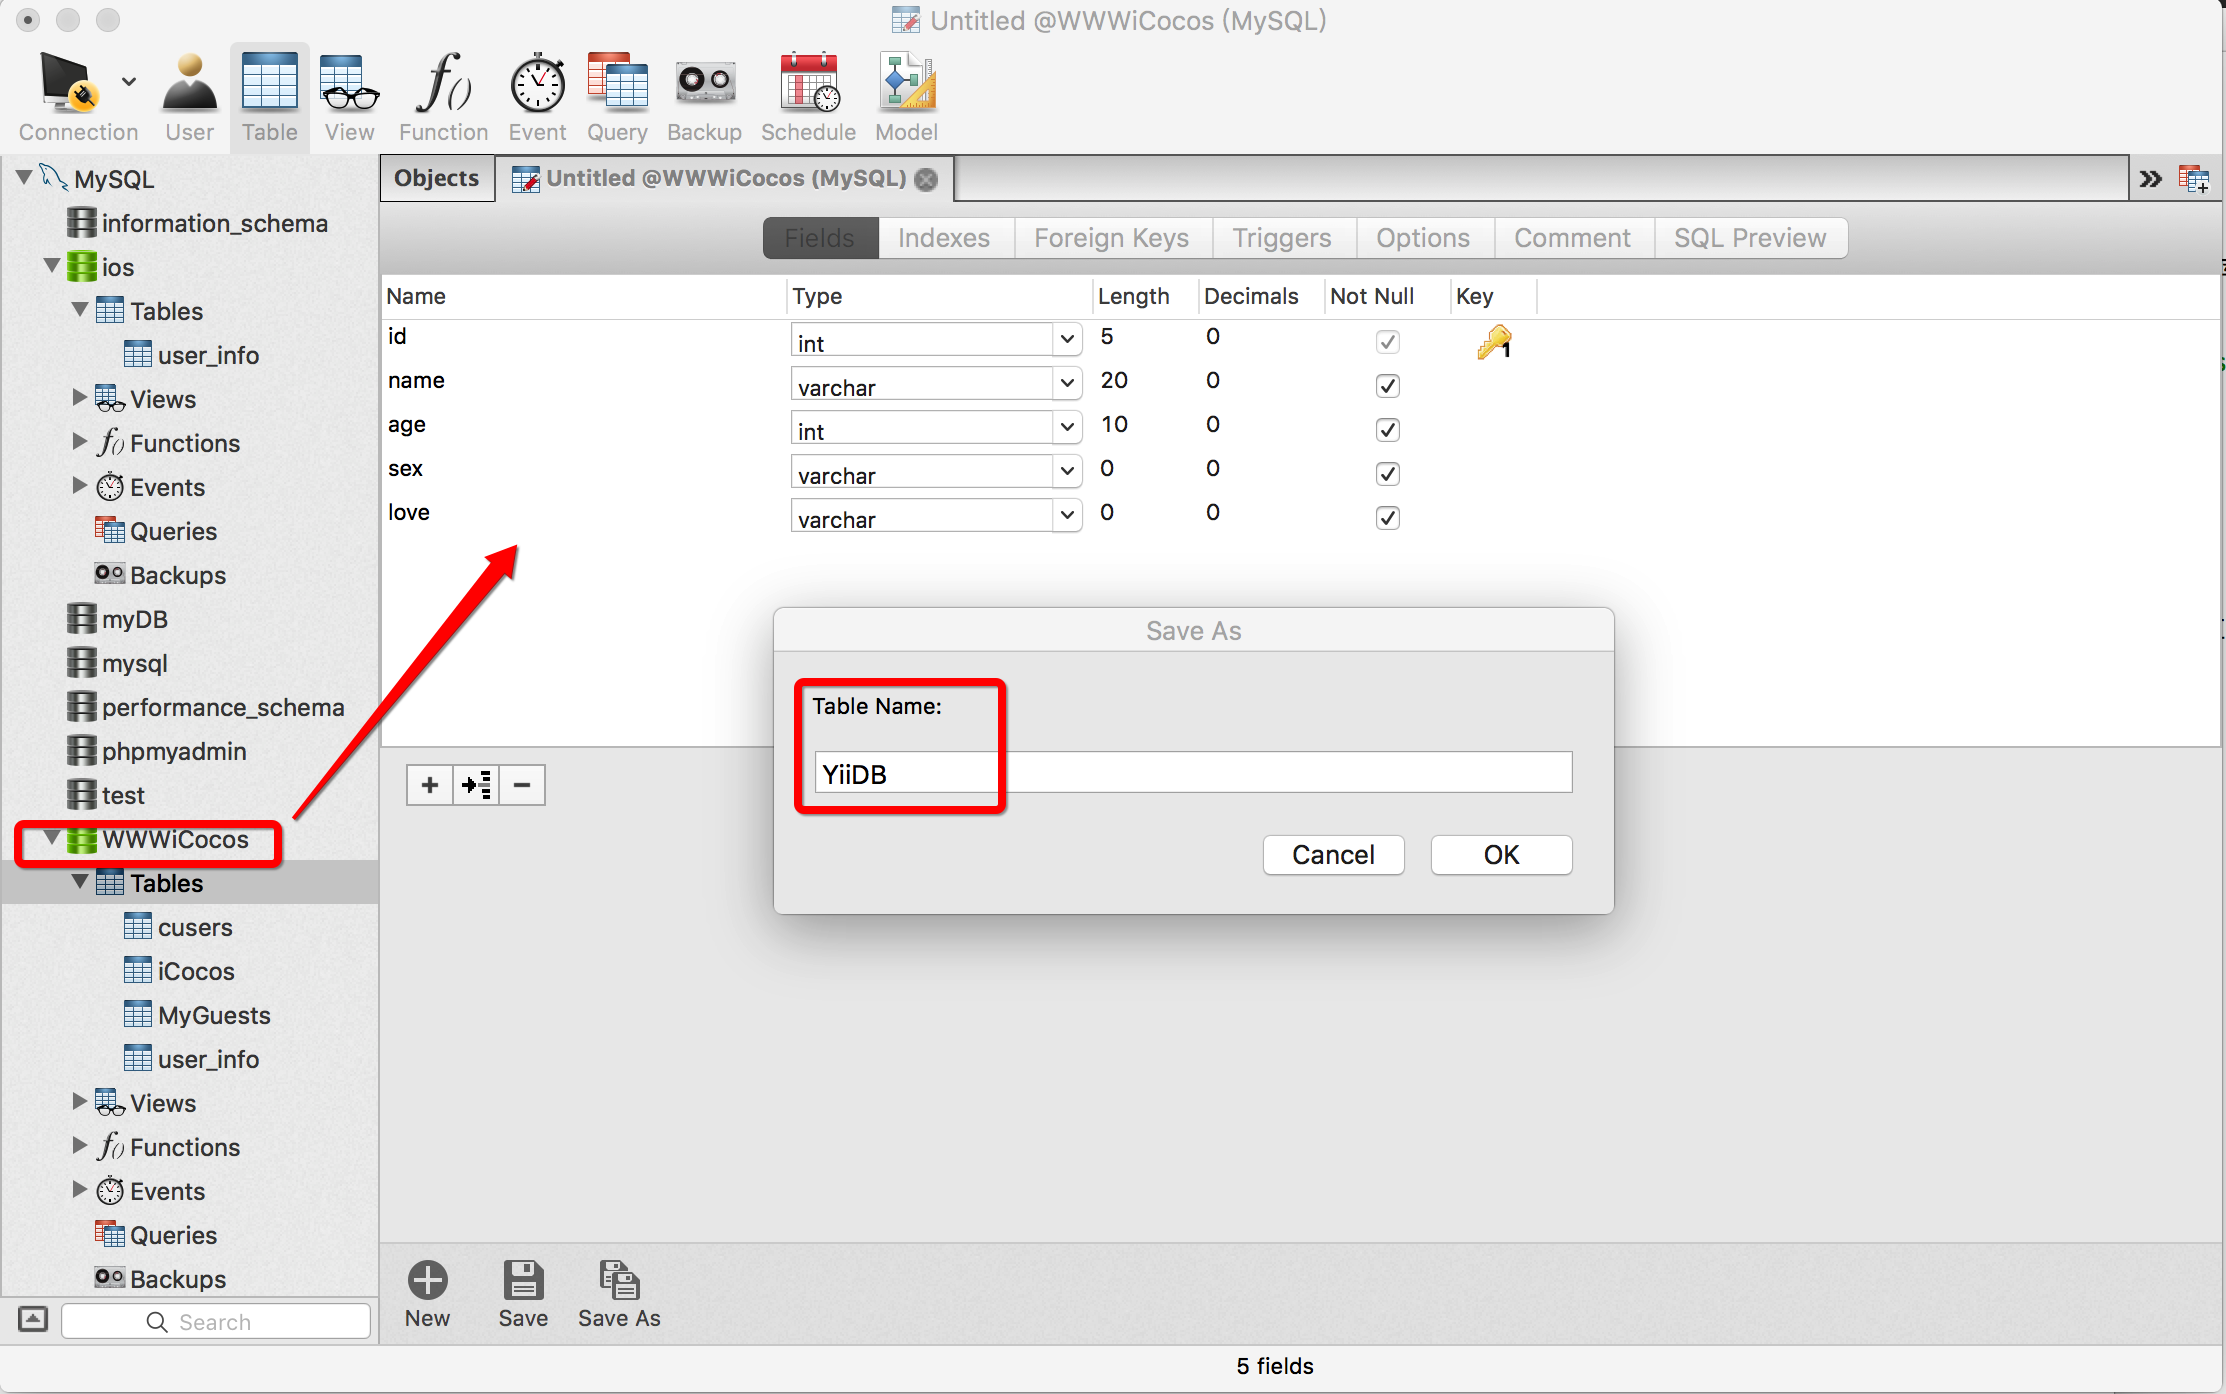 Untitled @WWWiCocos (MySQL)
Connection User Table View Function Event Query Backup Schedule Model
Objects Untitled @WWWiCocos (MySQL)
Fields Indexes Foreign Keys Triggers Options Comment SQL Preview
Name Type Length Decimals Not Null Key
id int 5 0 1
name varchar 20 0
age int 10 0
sex varchar 0 0
love varchar 0 0
MySQL
information_schema
ios
Tables
user_info
Views
Functions
Events
Queries
Backups
myDB
mysql
performance_schema
phpmyadmin
test
WWWiCocos
Tables
cusers
iCocos
MyGuests
user_info
Views
Functions
Events
Queries
Backups
Search
Save As
Table Name:
YiiDB
Cancel OK
New Save Save As
5 fields